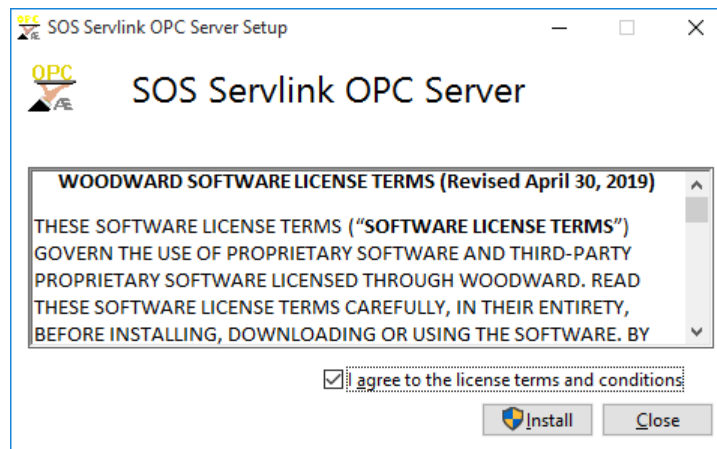 SOS Servlink OPC Server Setup
OPC
Æ
SOS Servlink OPC Server
WOODWARD SOFTWARE LICENSE TERMS (Revised April 30, 2019)
THESE SOFTWARE LICENSE TERMS (“SOFTWARE LICENSE TERMS”)
GOVERN THE USE OF PROPRIETARY SOFTWARE AND THIRD-PARTY
PROPRIETARY SOFTWARE LICENSED THROUGH WOODWARD. READ
THESE SOFTWARE LICENSE TERMS CAREFULLY, IN THEIR ENTIRETY,
BEFORE INSTALLING, DOWNLOADING OR USING THE SOFTWARE. BY
I agree to the license terms and conditions
Install
Close